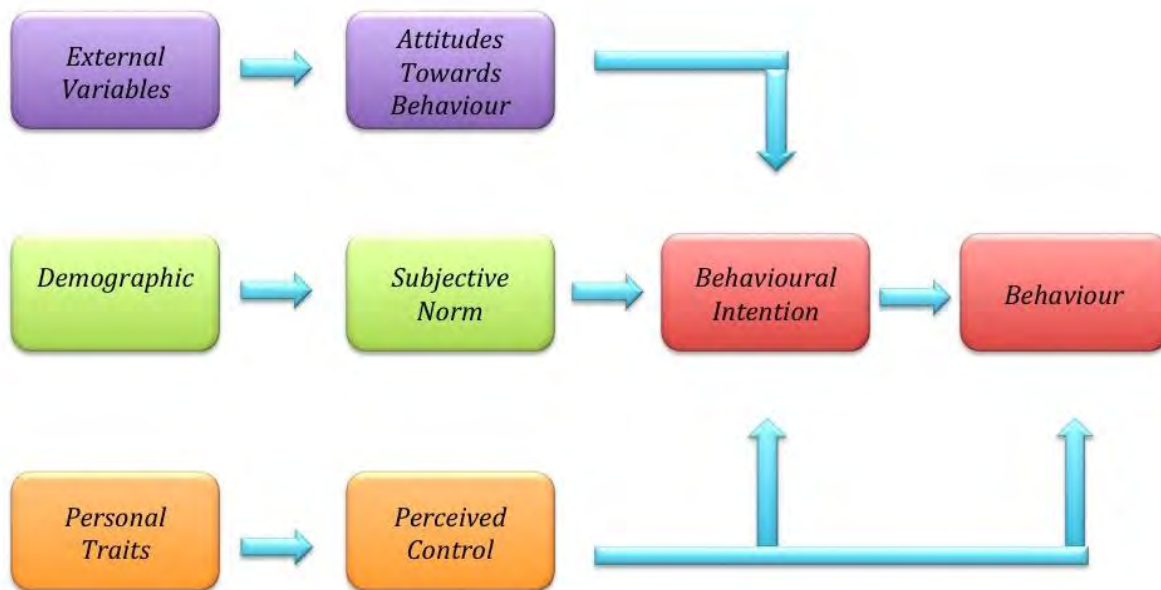 External
Variables
Attitudes
Towards
Behaviour
Demographic
Subjective
Norm
Behavioural
Intention
Behaviour
Personal
Traits
Perceived
Control